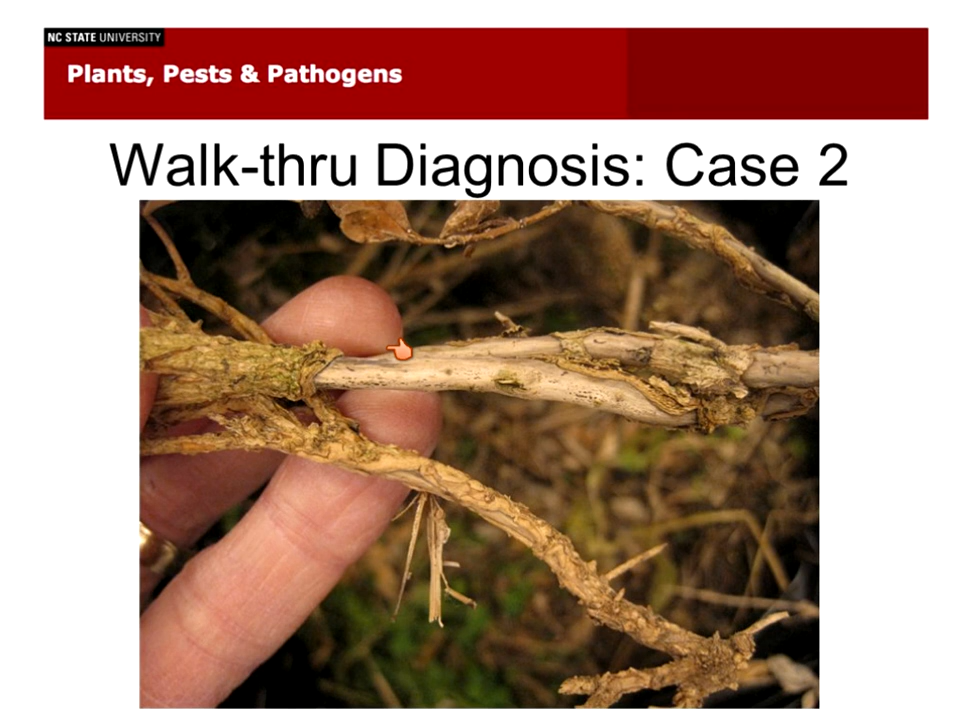 NC STATE UNIVERSITY
Plants, Pests & Pathogens
Walk-thru Diagnosis: Case 2